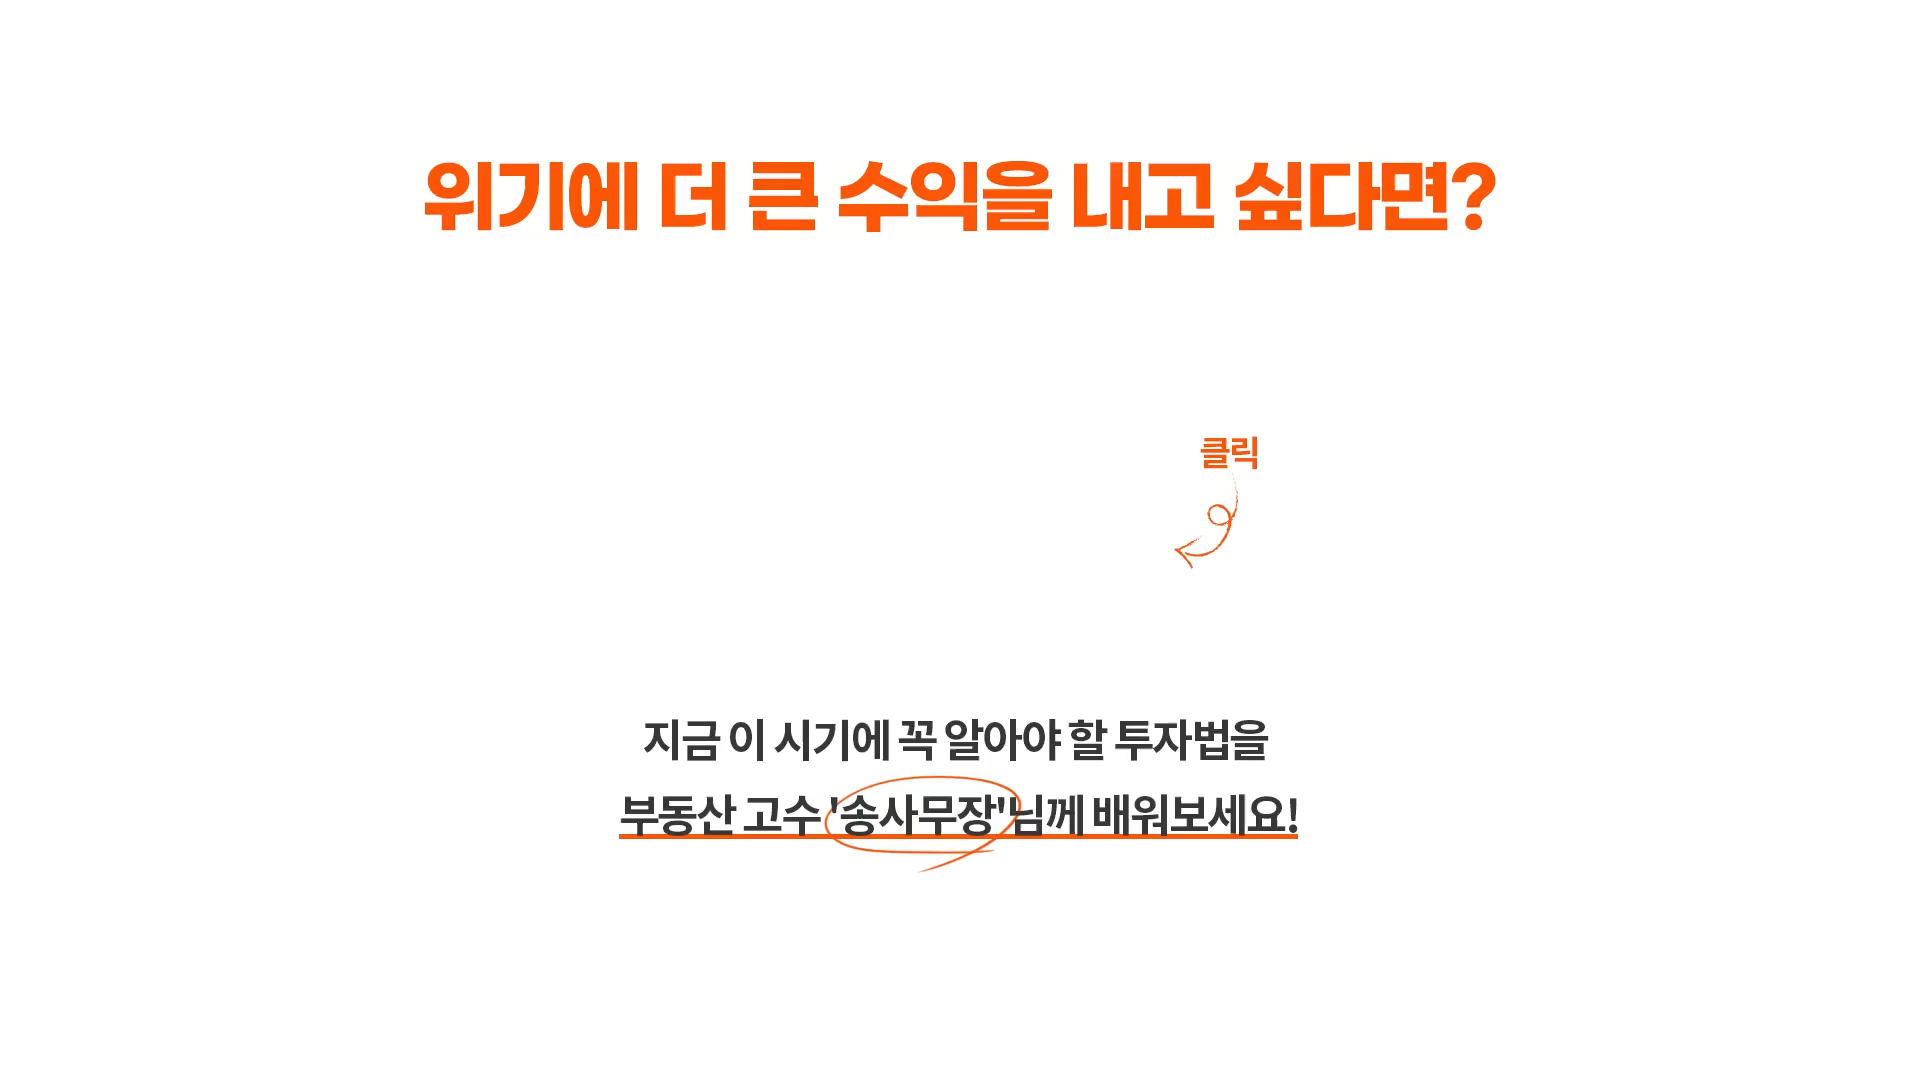 위기에 더 큰 수익을 내고 싶다면?
클릭
지금 이 시기에 꼭 알아야 할 투자법을
부동산 고수 '송사무장'님께 배워보세요!